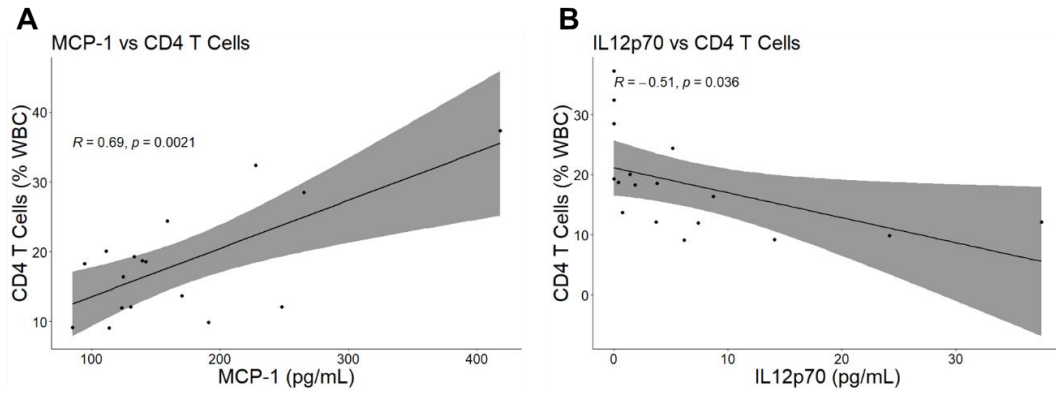 A
MCP-1 vs CD4 T Cells
R = 0.69, p = 0.0021
CD4 T Cells (% WBC)
40
30
20
10
100
200
300
400
MCP-1 (pg/mL)
B
IL12p70 vs CD4 T Cells
R = −0.51, p = 0.036
CD4 T Cells (% WBC)
30
20
10
0
0
10
20
30
IL12p70 (pg/mL)